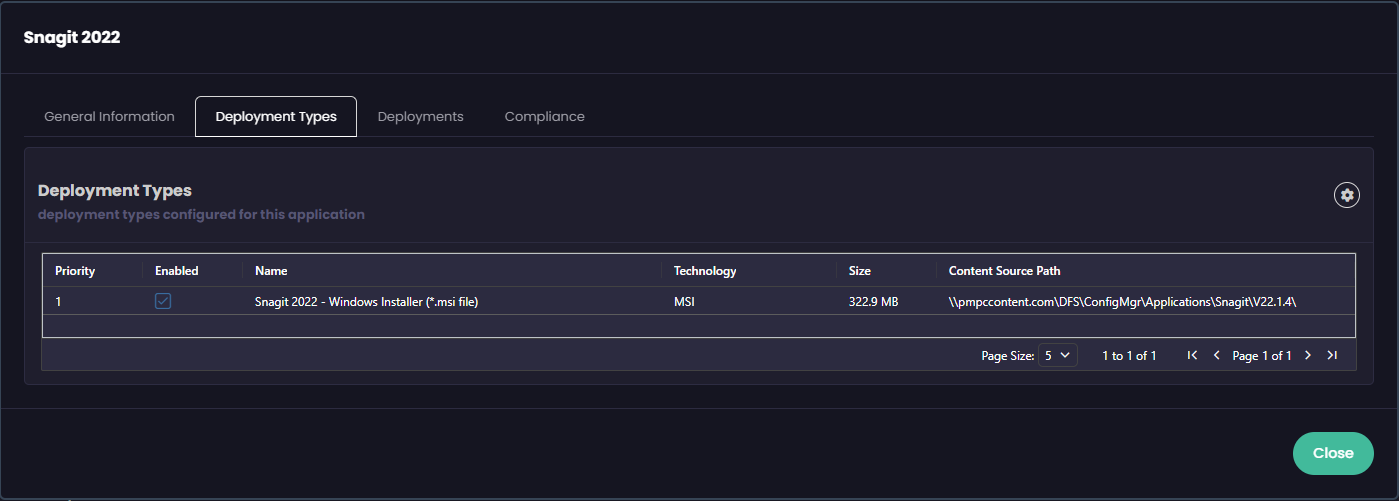 Snagit 2022
General Information Deployment Types Deployments Compliance
Deployment Types
deployment types configured for this application
Priority Enabled Name Technology Size Content Source Path
1 Snagit 2022 - Windows Installer (*.msi file) MSI 322.9 MB \\pmpccontent.com\DFS\ConfigMgr\Applications\Snagit\V22.1.4\
Page Size: 5 1 to 1 of 1 Page 1 of 1
Close